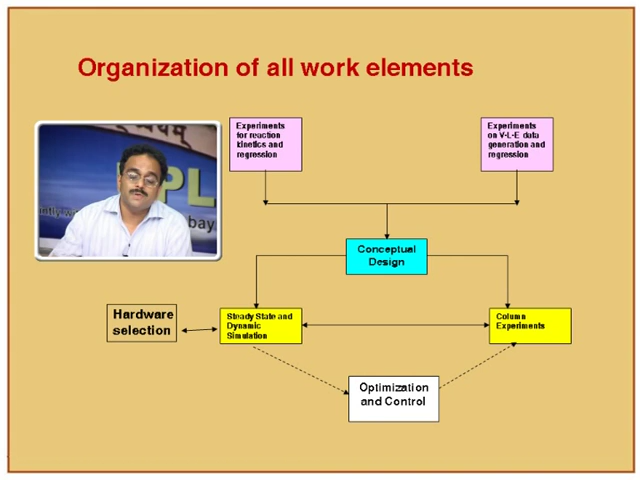 Organization of all work elements
Experiments
for reaction
kinetics and
regression
Experiments
on V-L-E data
generation and
regression
Conceptual
Design
Hardware
selection
Steady State and
Dynamic
Simulation
Column
Experiments
Optimization
and Control